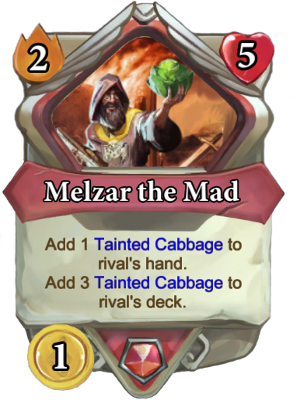 2
5
Melzar the Mad
Add 1 Tainted Cabbage to
rival's hand.
Add 3 Tainted Cabbage to
rival's deck.
1